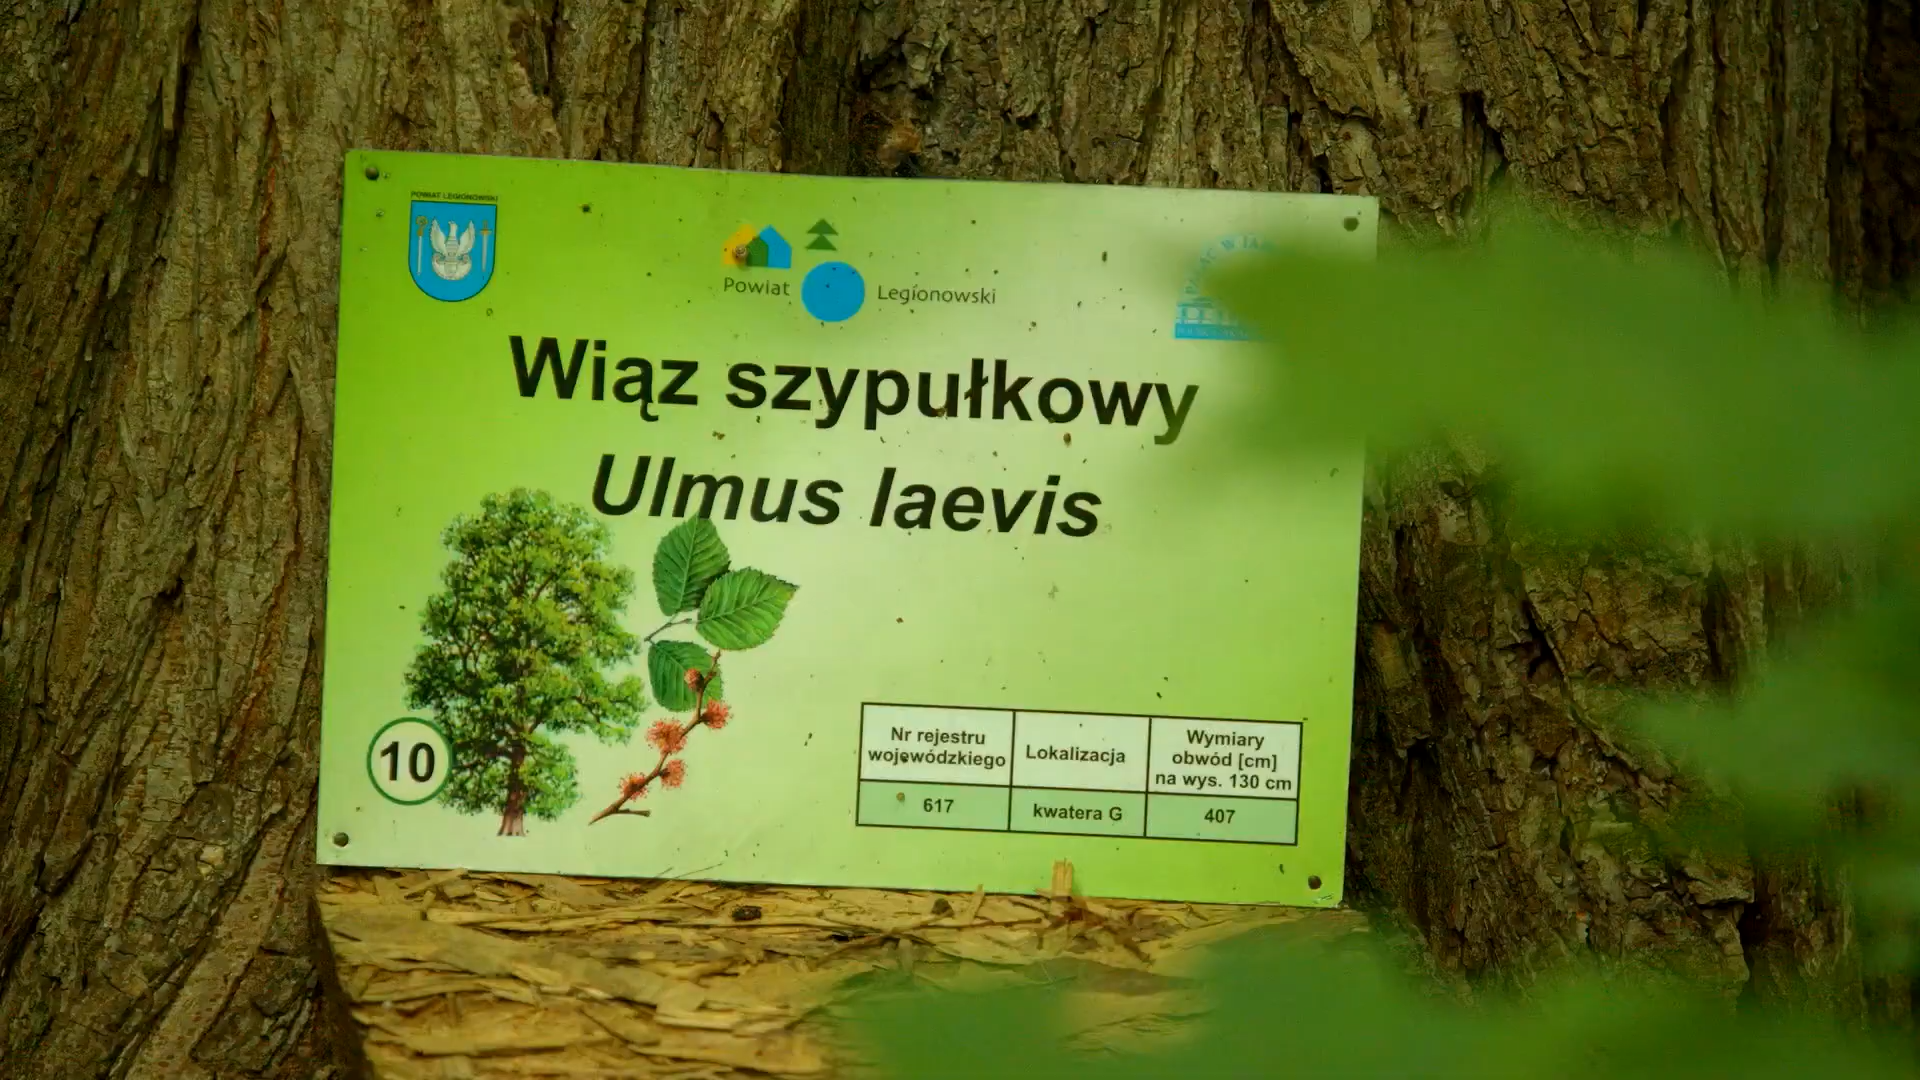 POWIAT LEGIONOWSKI
Powiat Legionowski
Wiąz szypułkowy
Ulmus laevis
10
Nr rejestru
wojewódzkiego
Lokalizacja
Wymiary
obwód [cm]
na wys. 130 cm
617
kwatera G
407